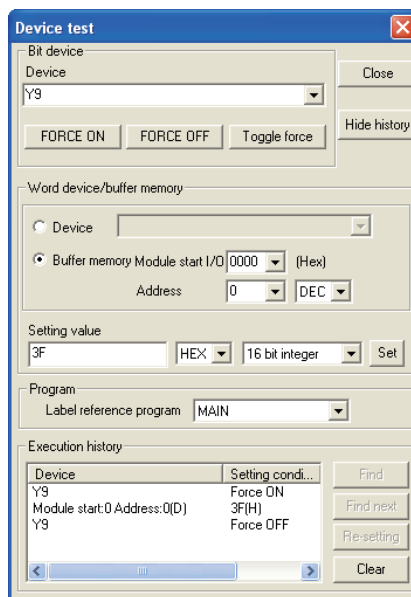 Device test
Bit device
Device
Close
Y9
Hide history
FORCE ON FORCE OFF Toggle force
Word device/buffer memory
Device
Buffer memory Module start I/O 0000 (Hex)
Address 0 DEC
Setting value
3F HEX 16 bit integer Set
Program
Label reference program MAIN
Execution history
Device Setting condi...
Find
Y9 Force ON
Module start:0 Address:0(D) 3F(H)
Find next
Y9 Force OFF
Re-setting
Clear